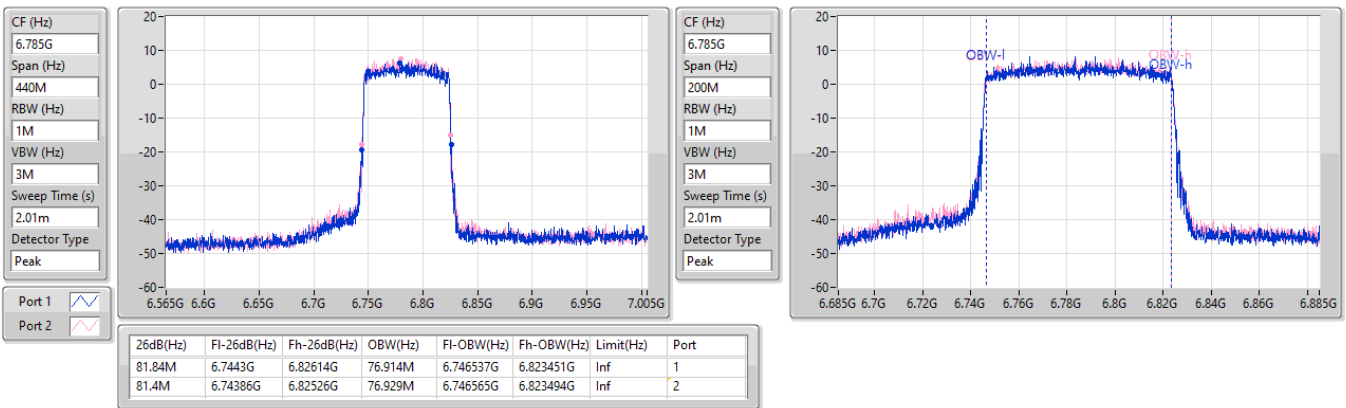 CF (Hz)
6.785G
Span (Hz)
440M
RBW (Hz)
1M
VBW (Hz)
3M
Sweep Time (s)
2.01m
Detector Type
Peak
Port 1
Port 2
20
10
0
-10
-20
-30
-40
-50
-60
6.565G 6.6G 6.65G 6.7G 6.75G 6.8G 6.85G 6.9G 6.95G 7.005G
CF (Hz)
6.785G
Span (Hz)
200M
RBW (Hz)
1M
VBW (Hz)
3M
Sweep Time (s)
2.01m
Detector Type
Peak
20
10
0
-10
-20
-30
-40
-50
-60
OBW-l
OBW-h
OBW-h
6.685G 6.7G 6.72G 6.74G 6.76G 6.78G 6.8G 6.82G 6.84G 6.86G 6.885G
26dB(Hz) Fl-26dB(Hz) Fh-26dB(Hz) OBW(Hz) Fl-OBW(Hz) Fh-OBW(Hz) Limit(Hz) Port
81.84M 6.7443G 6.82614G 76.914M 6.746537G 6.823451G Inf 1
81.4M 6.74386G 6.82526G 76.929M 6.746565G 6.823494G Inf 2